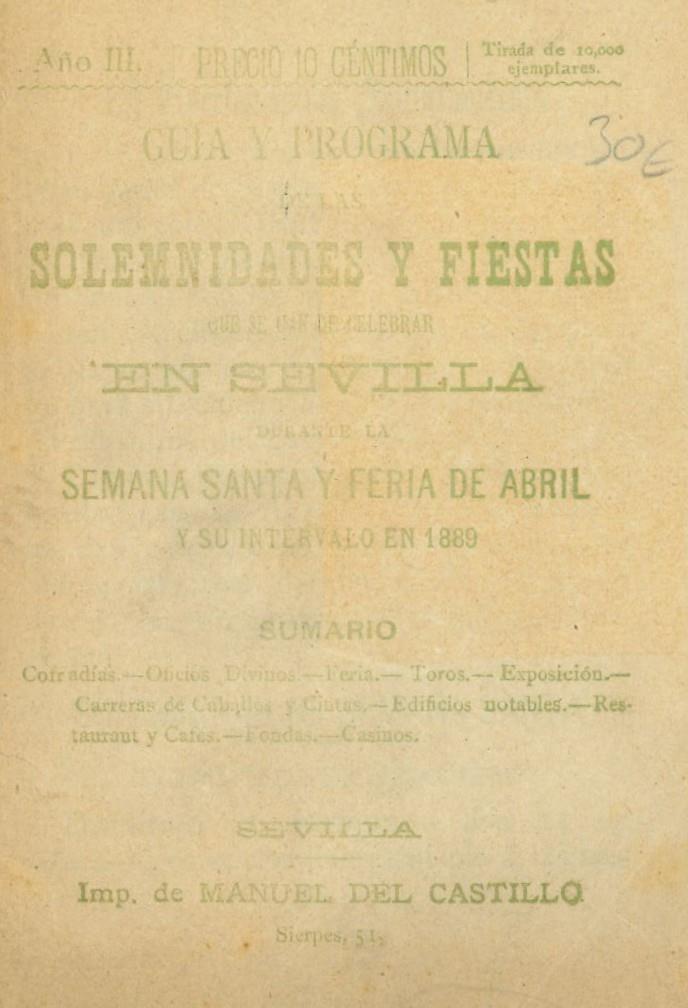 Año III. PRECIO 10 CÉNTIMOS Tirada de 10,000
ejemplares.
30€
GUIA Y PROGRAMA
DE LAS
SOLEMNIDADES Y FIESTAS
QUE SE HAN DE CELEBRAR
EN SEVILLA
DURANTE LA
SEMANA SANTA Y FERIA DE ABRIL
Y SU INTERVALO EN 1889
SUMARIO
Cofradías.—Oficios Divinos.—Feria.—Toros.—Exposición.—
Carreras de Caballos y Cintas.—Edificios notables.—Res-
taurant y Cafés.—Fondas.—Casinos.
SEVILLA
Imp. de MANUEL DEL CASTILLO
Sierpes, 51.